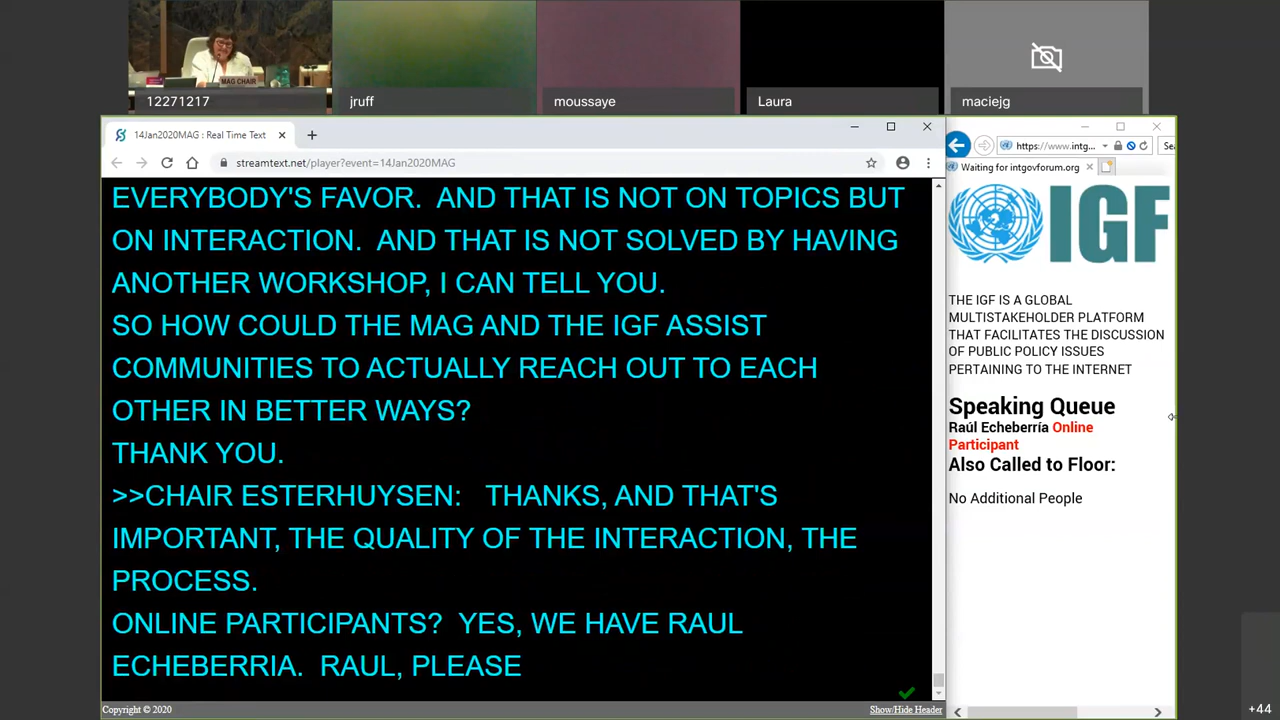 MAG CHAIR
12271217
jruff
moussaye
Laura
maciejg
14Jan2020MAG : Real Time Text
streamtext.net/player?event=14Jan2020MAG
EVERYBODY'S FAVOR.  AND THAT IS NOT ON TOPICS BUT
ON INTERACTION.  AND THAT IS NOT SOLVED BY HAVING
ANOTHER WORKSHOP, I CAN TELL YOU.
SO HOW COULD THE MAG AND THE IGF ASSIST
COMMUNITIES TO ACTUALLY REACH OUT TO EACH
OTHER IN BETTER WAYS?
THANK YOU.
>>CHAIR ESTERHUYSEN:   THANKS, AND THAT'S
IMPORTANT, THE QUALITY OF THE INTERACTION, THE
PROCESS.
ONLINE PARTICIPANTS?  YES, WE HAVE RAUL
ECHEBERRIA.  RAUL, PLEASE
Copyright © 2020
Show/Hide Header
https://www.intg...
Sea
Waiting for intgovforum.org
IGF
THE IGF IS A GLOBAL
MULTISTAKEHOLDER PLATFORM
THAT FACILITATES THE DISCUSSION
OF PUBLIC POLICY ISSUES
PERTAINING TO THE INTERNET
Speaking Queue
Raúl Echeberría Online
Participant
Also Called to Floor:
No Additional People
+44